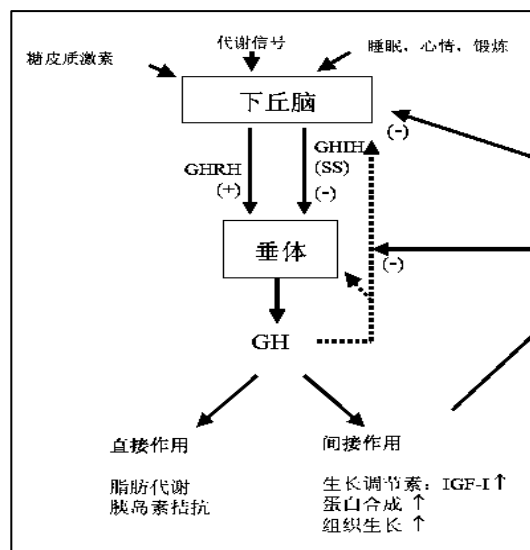 代谢信号
糖皮质激素
睡眠，心情，锻炼
下丘脑
(-)
GHRH
(+)
GHIH
(SS)
(-)
垂体
(-)
GH
直接作用
间接作用
脂肪代谢
胰岛素拮抗
生长调节素：IGF-I↑
蛋白合成 ↑
组织生长 ↑